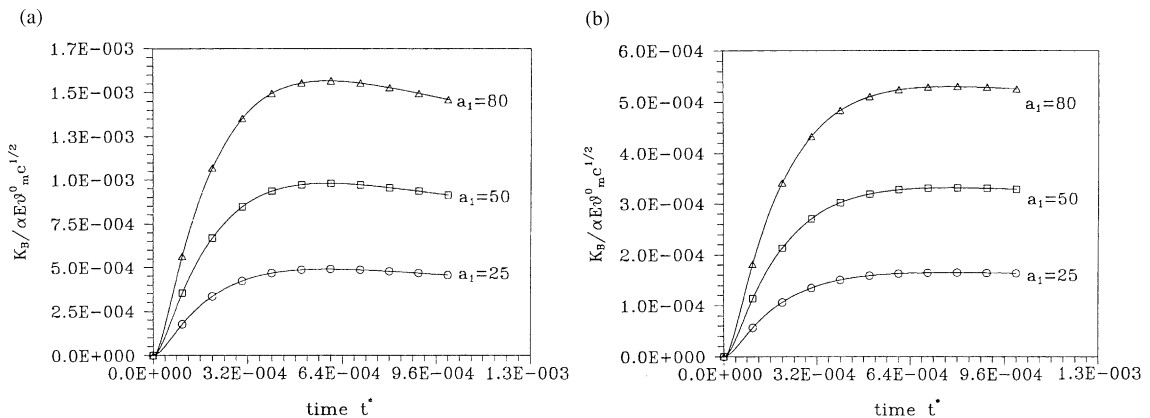 (a)
1.7E−003
1.5E−003
1.3E−003
1.0E−003
7.5E−004
5.0E−004
2.5E−004
0.0E+000
K_B/αEϑ⁰_m c^1/2
a₁=80
a₁=50
a₁=25
0.0E+000 3.2E−004 6.4E−004 9.6E−004 1.3E−003
time t*
(b)
6.0E−004
5.0E−004
4.0E−004
3.0E−004
2.0E−004
1.0E−004
0.0E+000
K_B/αEϑ⁰_m c^1/2
a₁=80
a₁=50
a₁=25
0.0E+000 3.2E−004 6.4E−004 9.6E−004 1.3E−003
time t*